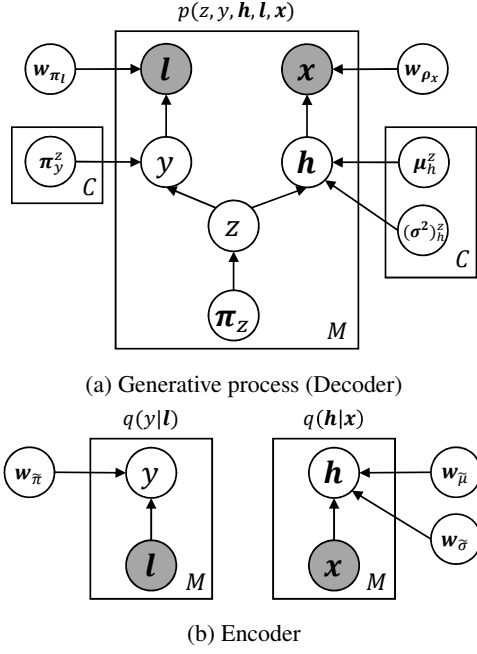 p(z, y, h, l, x)
w_{π_l} l x w_{ρ_x}
π_y^z C y h μ_h^z
z (σ²)_h^z C
π_z M
(a) Generative process (Decoder)
q(y|l) q(h|x)
w_{π̃} y h w_{μ̃}
w_{σ̃}
l M x M
(b) Encoder